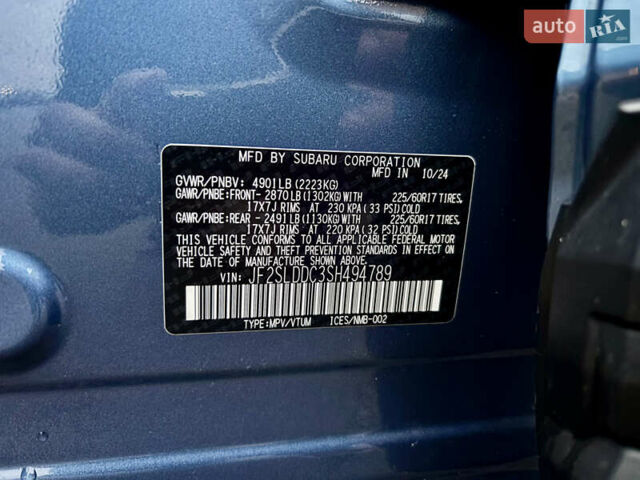 auto RIA .com
MFD BY SUBARU CORPORATION
MFD IN 10/24
GVWR/PNBV: 4901LB (2223KG)
GAWR/PNBE:FRONT- 2870LB(1302KG)WITH 225/60R17 TIRES,
17X7J RIMS AT 230 KPA ( 33 PSI) COLD
GAWR/PNBE:REAR - 2491LB(1130KG)WITH 225/60R17 TIRES,
17X7J RIMS AT 220 KPA ( 32 PSI) COLD
THIS VEHICLE CONFORMS TO ALL APPLICABLE FEDERAL MOTOR
VEHICLE SAFETY, AND THEFT PREVENTION STANDARDS IN EFFECT
ON THE DATE OF MANUFACTURE SHOWN ABOVE.
VIN: JF2SLDDC3SH494789
TYPE:MPV/VTUM ICES/NMB-002